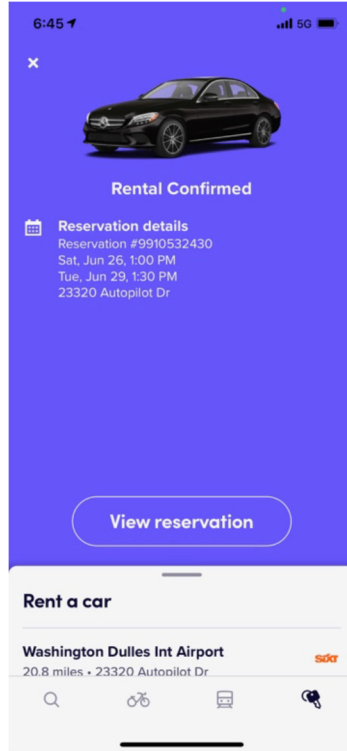 6:45
5G
Rental Confirmed
Reservation details
Reservation #9910532430
Sat, Jun 26, 1:00 PM
Tue, Jun 29, 1:30 PM
23320 Autopilot Dr
View reservation
Rent a car
Washington Dulles Int Airport
SIXT
20.8 miles • 23320 Autopilot Dr